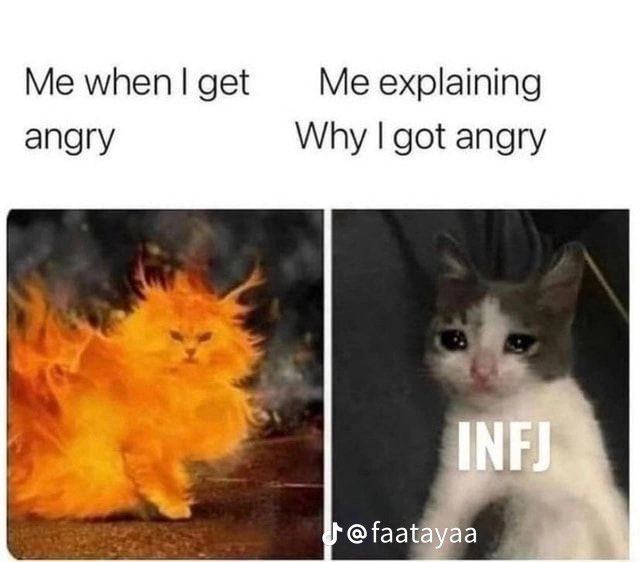 Me when I get
angry
Me explaining
Why I got angry
INFJ
@faatayaa